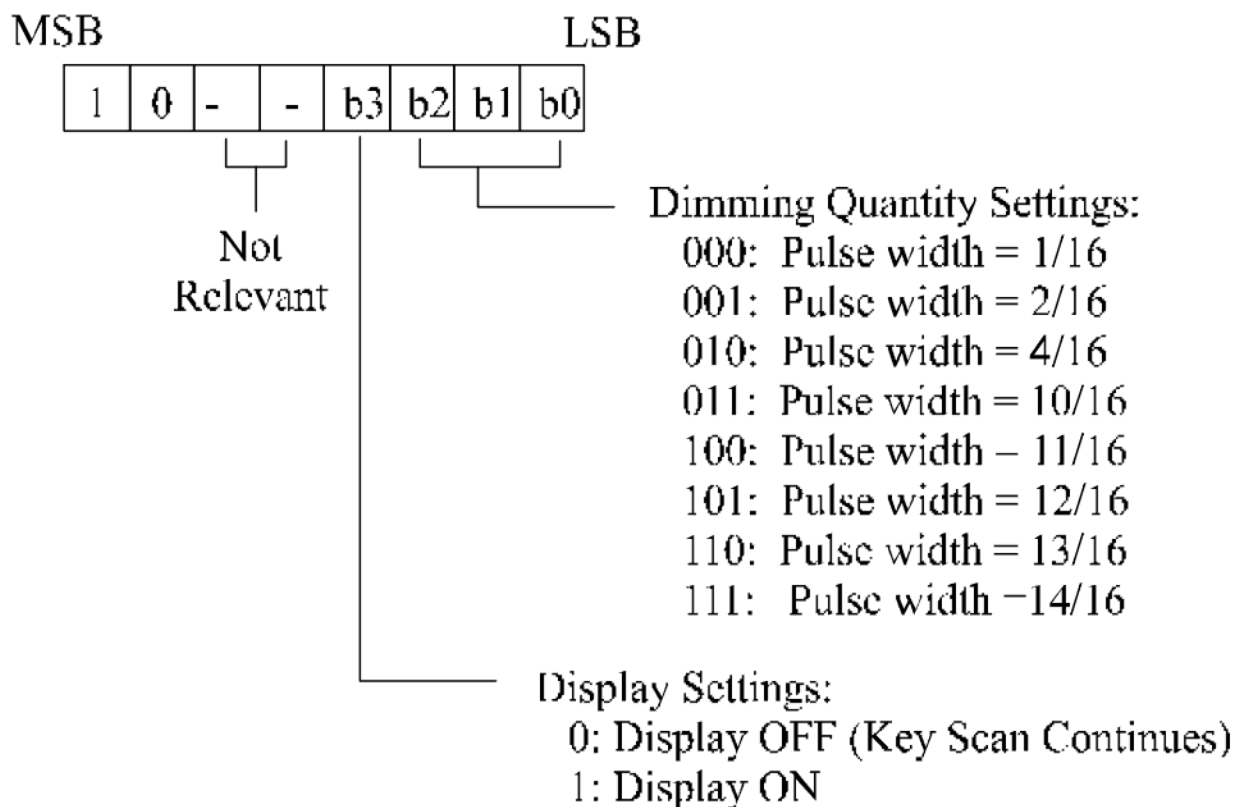 MSB LSB
1 0 - - b3 b2 b1 b0
Not
Relevant
Dimming Quantity Settings:
000: Pulse width = 1/16
001: Pulse width = 2/16
010: Pulse width = 4/16
011: Pulse width = 10/16
100: Pulse width – 11/16
101: Pulse width = 12/16
110: Pulse width = 13/16
111: Pulse width −14/16
Display Settings:
0: Display OFF (Key Scan Continues)
1: Display ON